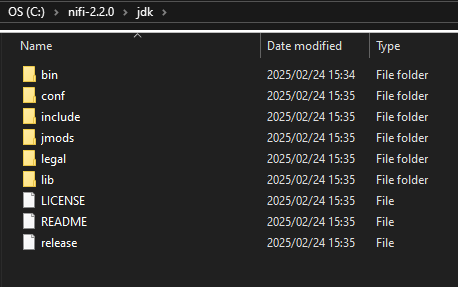 OS (C:) > nifi-2.2.0 > jdk >
Name Date modified Type
bin 2025/02/24 15:34 File folder
conf 2025/02/24 15:35 File folder
include 2025/02/24 15:35 File folder
jmods 2025/02/24 15:35 File folder
legal 2025/02/24 15:35 File folder
lib 2025/02/24 15:35 File folder
LICENSE 2025/02/24 15:35 File
README 2025/02/24 15:35 File
release 2025/02/24 15:35 File